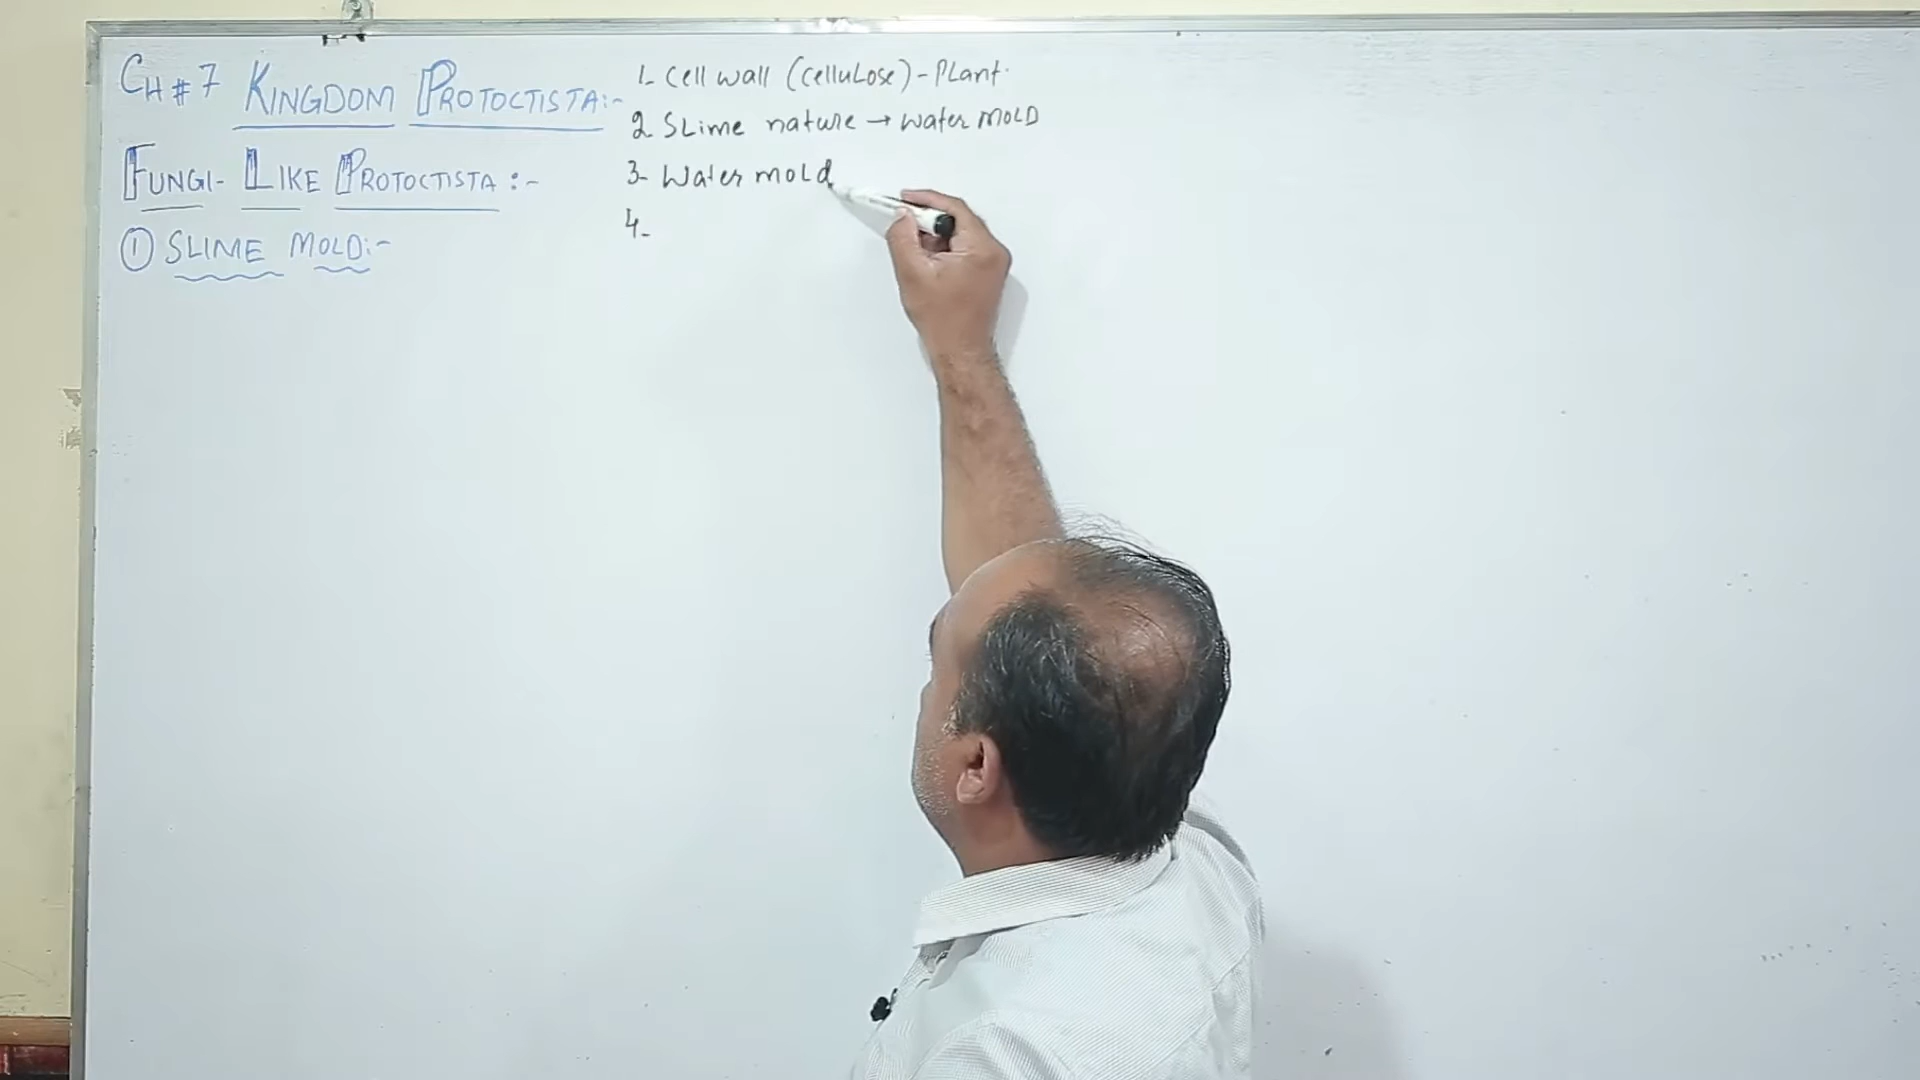 CH # 7 KINGDOM PROTOCTISTA:-
FUNGI-LIKE PROTOCTISTA:-
① SLIME MOLD:-
1- Cell wall (celluLose) - PLant.
2 SLime nature → water MOLD
3- Water moLd
4-